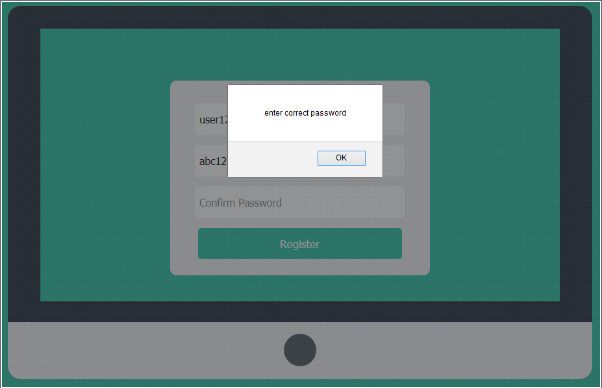 enter correct password
OK
user12
abc12
Confirm Password
Register